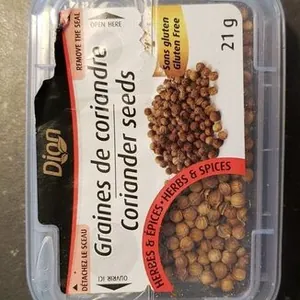 REMOVE THE SEAL
OPEN HERE
Dion
Graines de coriandre
Coriander seeds
Sans gluten
Gluten Free
21 g
HERBES & ÉPICES • HERBS & SPICES
DÉTACHEZ LE SCEAU
OUVRIR ICI